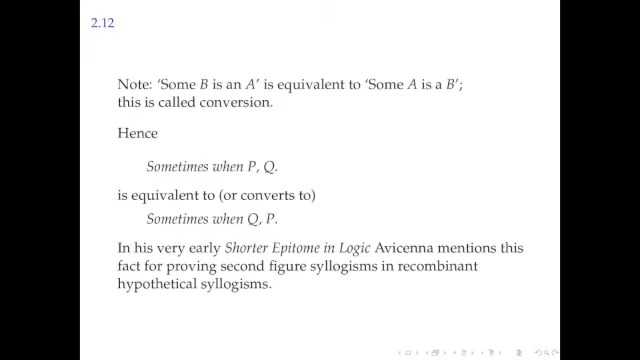 2.12
Note: ‘Some B is an A’ is equivalent to ‘Some A is a B’;
this is called conversion.
Hence
Sometimes when P, Q.
is equivalent to (or converts to)
Sometimes when Q, P.
In his very early Shorter Epitome in Logic Avicenna mentions this
fact for proving second figure syllogisms in recombinant
hypothetical syllogisms.